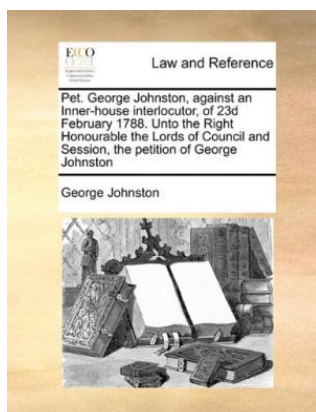 ECCO
Law and Reference
Pet. George Johnston, against an
Inner-house interlocutor, of 23d
February 1788. Unto the Right
Honourable the Lords of Council and
Session, the petition of George
Johnston
George Johnston